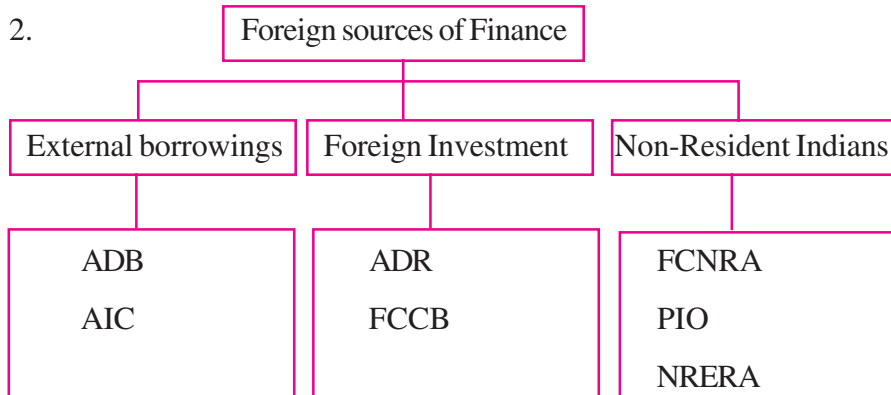 2.
Foreign sources of Finance
External borrowings
Foreign Investment
Non-Resident Indians
ADB
AIC
ADR
FCCB
FCNRA
PIO
NRERA